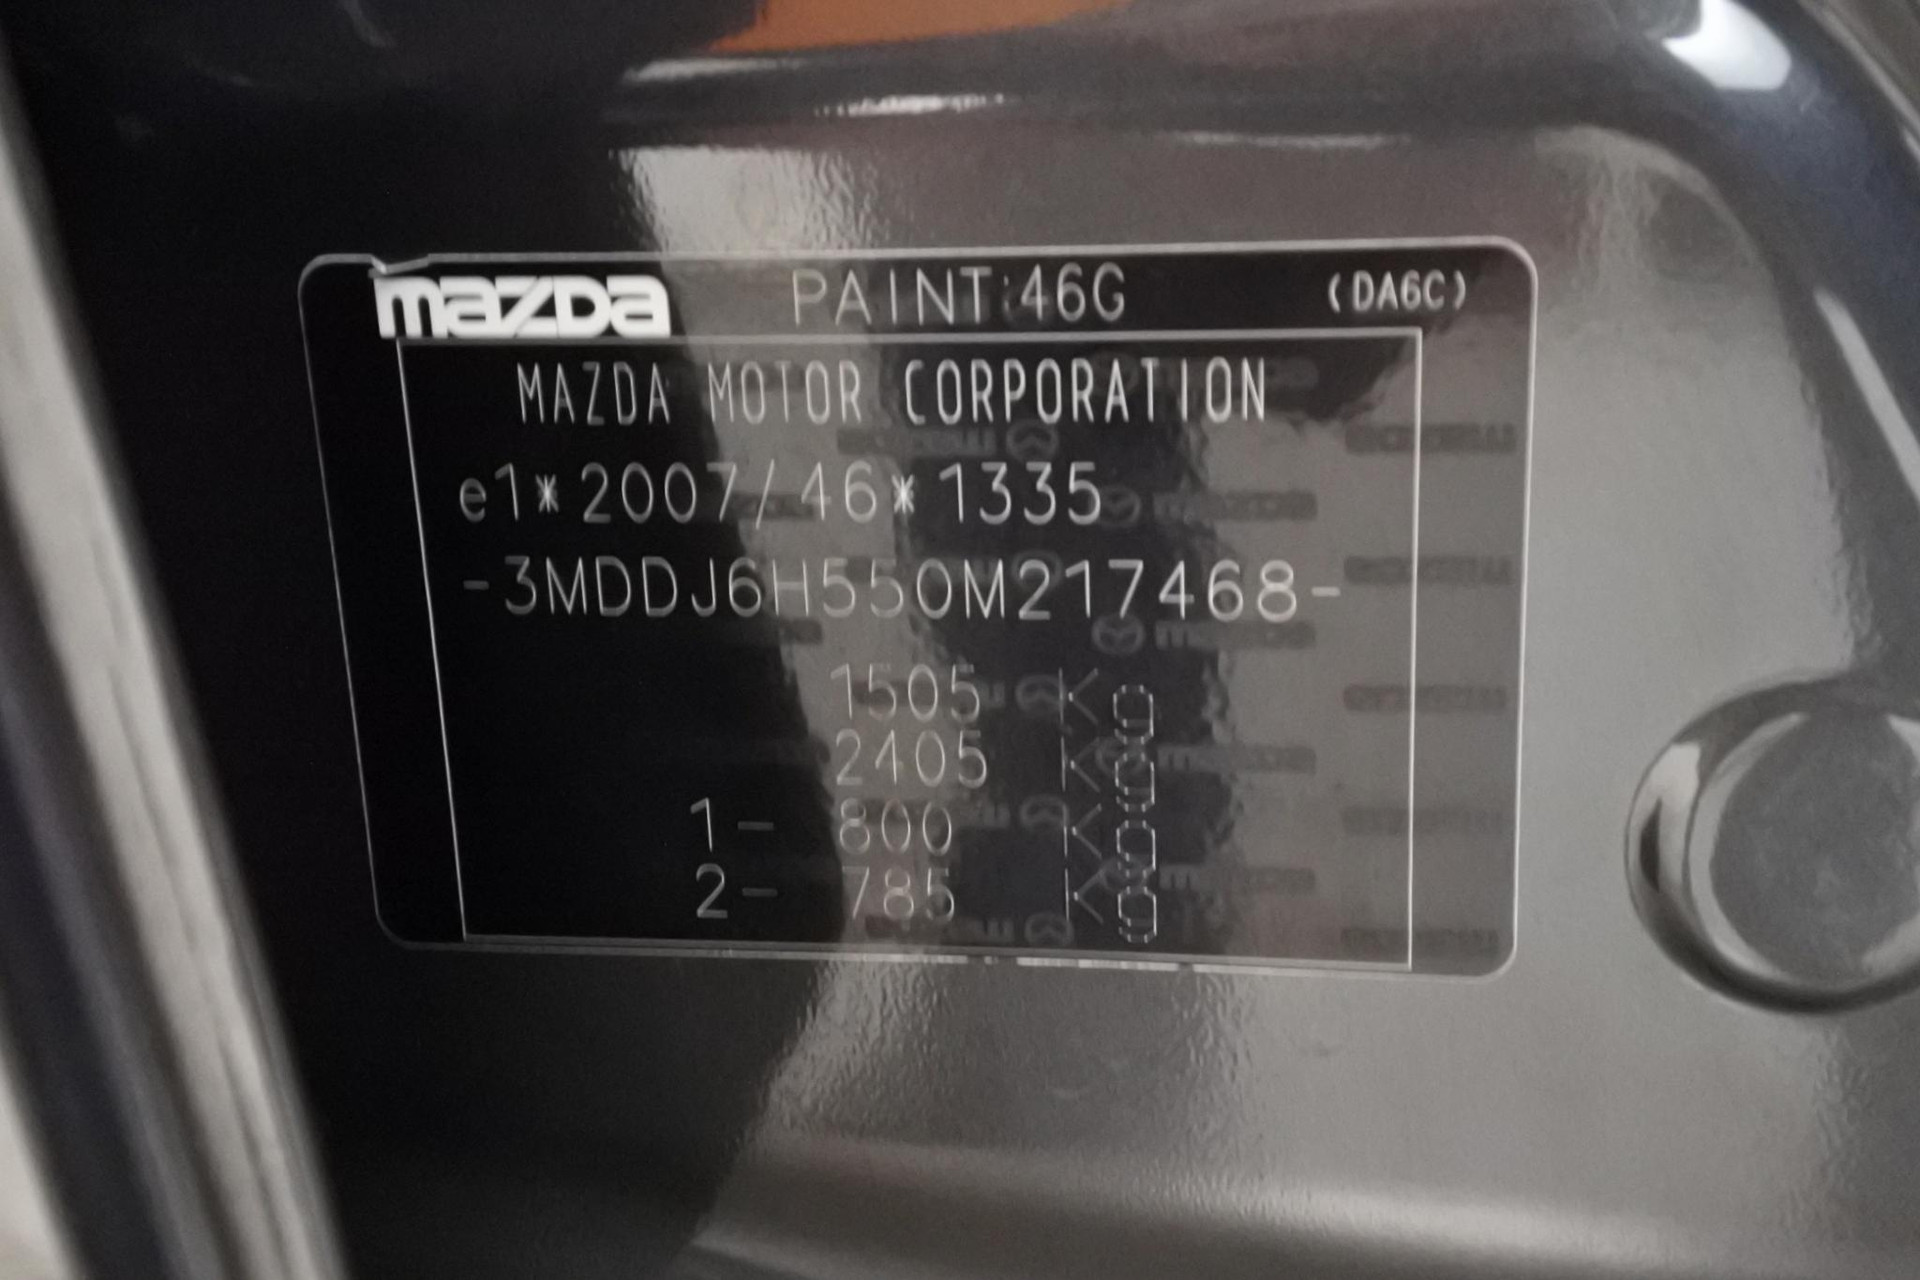 mazda PAINT:46G (DA6C)
MAZDA MOTOR CORPORATION
e1*2007/46*1335
-3MDDJ6H550M217468-
1505 KG
2405 KG
1- 800 KG
2- 785 KG